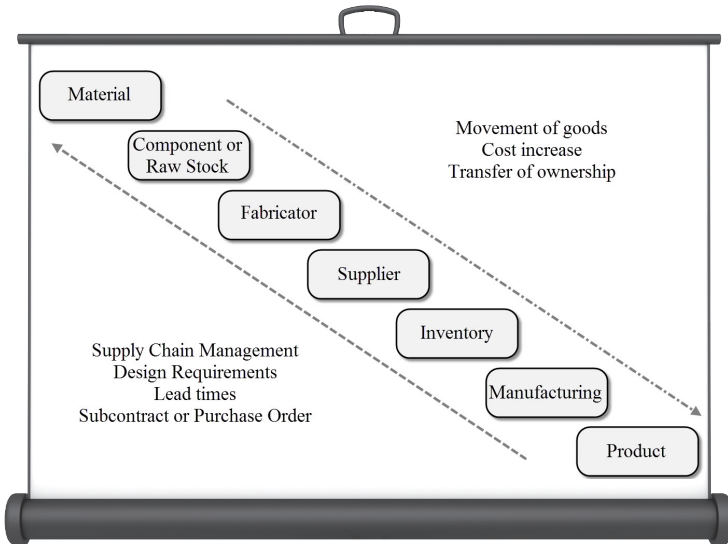 Material
Component or
Raw Stock
Fabricator
Supplier
Inventory
Manufacturing
Product
Movement of goods
Cost increase
Transfer of ownership
Supply Chain Management
Design Requirements
Lead times
Subcontract or Purchase Order